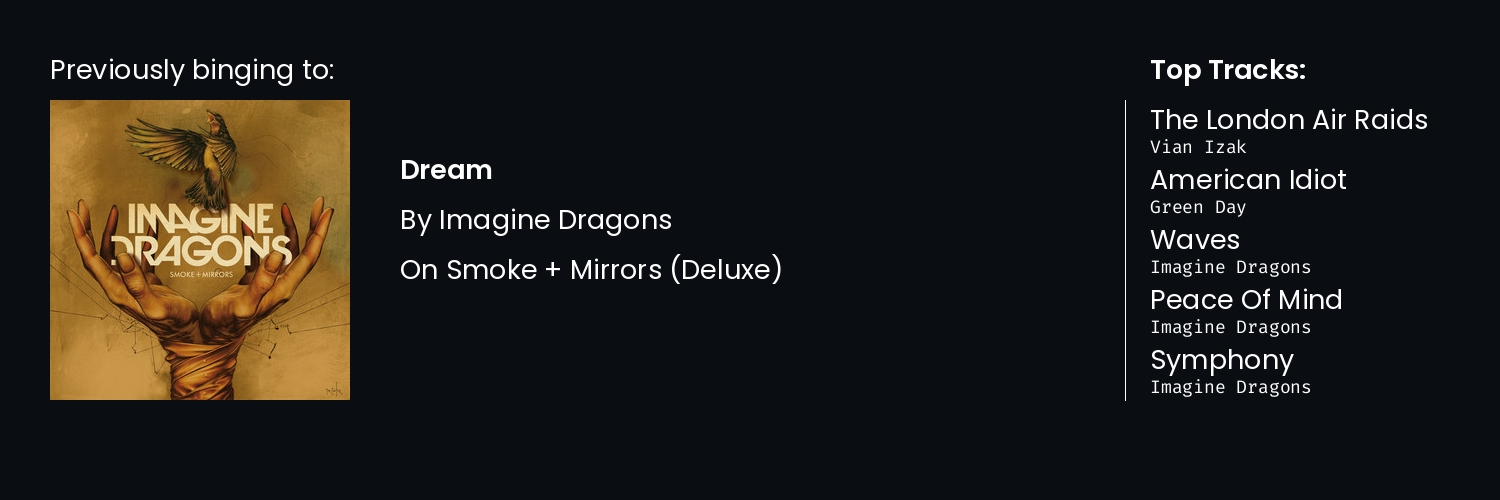 Previously binging to:
IMAGINE
DRAGONS
SMOKE + MIRRORS
Dream
By Imagine Dragons
On Smoke + Mirrors (Deluxe)
Top Tracks:
The London Air Raids
Vian Izak
American Idiot
Green Day
Waves
Imagine Dragons
Peace Of Mind
Imagine Dragons
Symphony
Imagine Dragons